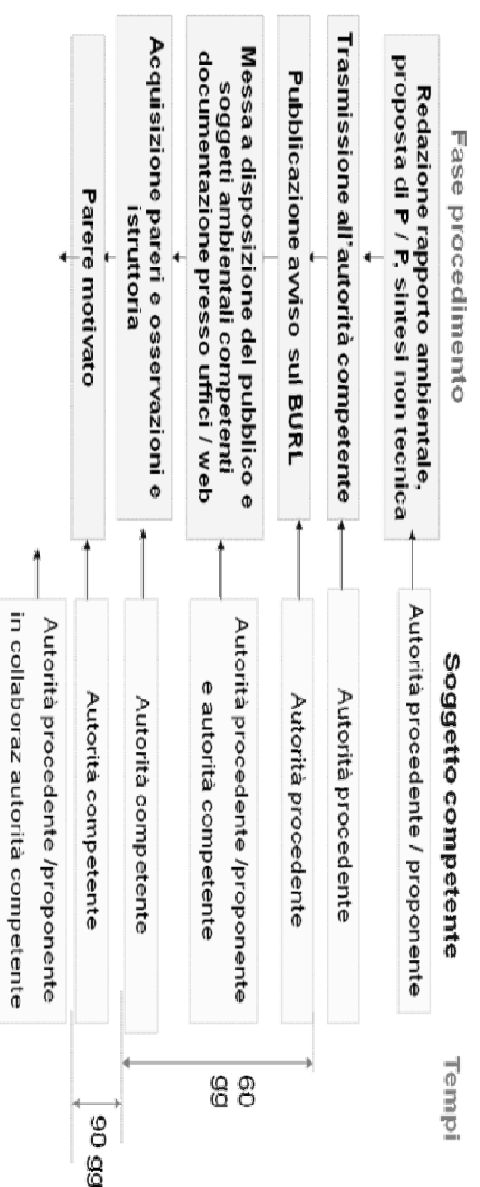 Fase procedimento
Soggetto competente
Tempi
Redazione rapporto ambientale,
proposta di P / P, sintesi non tecnica
Autorità procedente / proponente
Trasmissione all'autorità competente
Autorità procedente
Pubblicazione avviso sul BURL
Autorità procedente
Messa a disposizione del pubblico e
soggetti ambientali competenti
documentazione presso uffici / web
Autorità procedente /proponente
e autorità competente
60
gg
Acquisizione pareri e osservazioni e
istruttoria
Autorità competente
Parere motivato
Autorità competente
90 gg
Autorità procedente /proponente
in collaboraz autorità competente